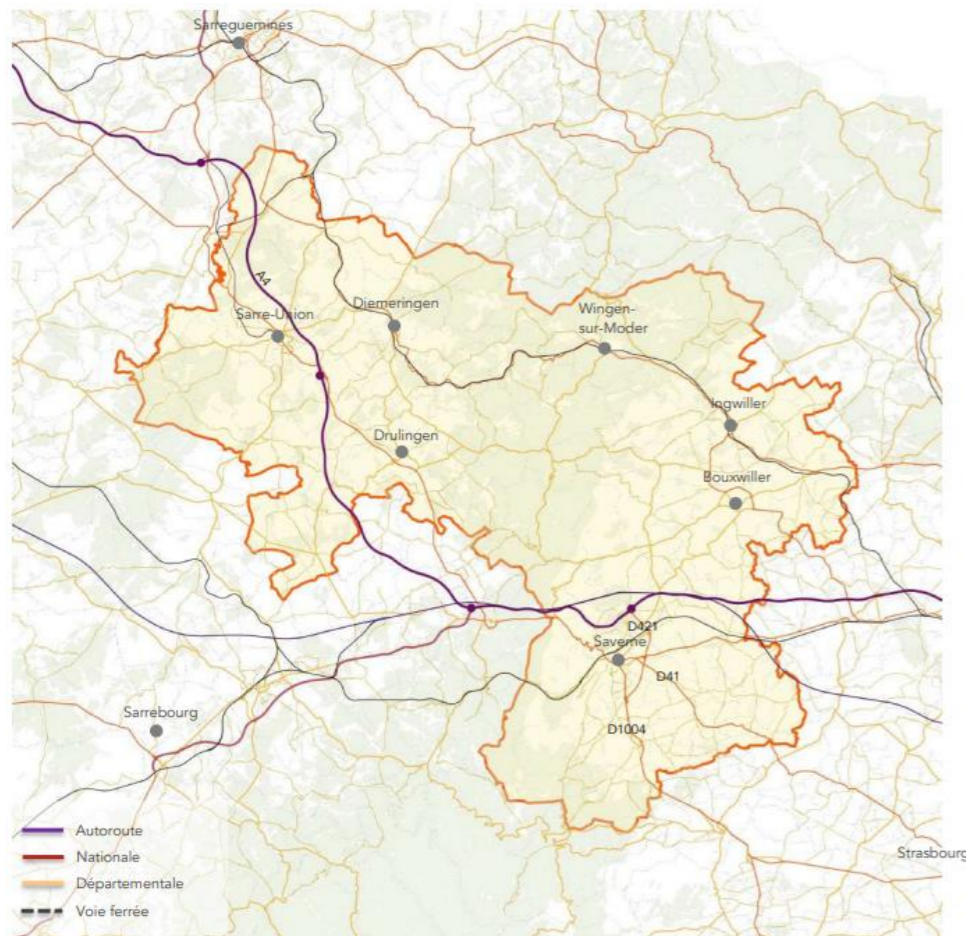 Sarreguemines
A4
Sarre-Union
Diemeringen
Wingen-
sur-Moder
Ingwiller
Drulingen
Bouxwiller
D421
Saverne
D41
Sarrebourg
D1004
Autoroute
Nationale
Départementale
Voie ferrée
Strasbourg